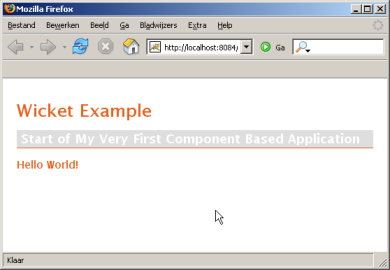 Mozilla Firefox
Bestand Bewerken Beeld Ga Bladwijzers Extra Help
http://localhost:8084/ Ga
Wicket Example
Start of My Very First Component Based Application
Hello World!
Klaar